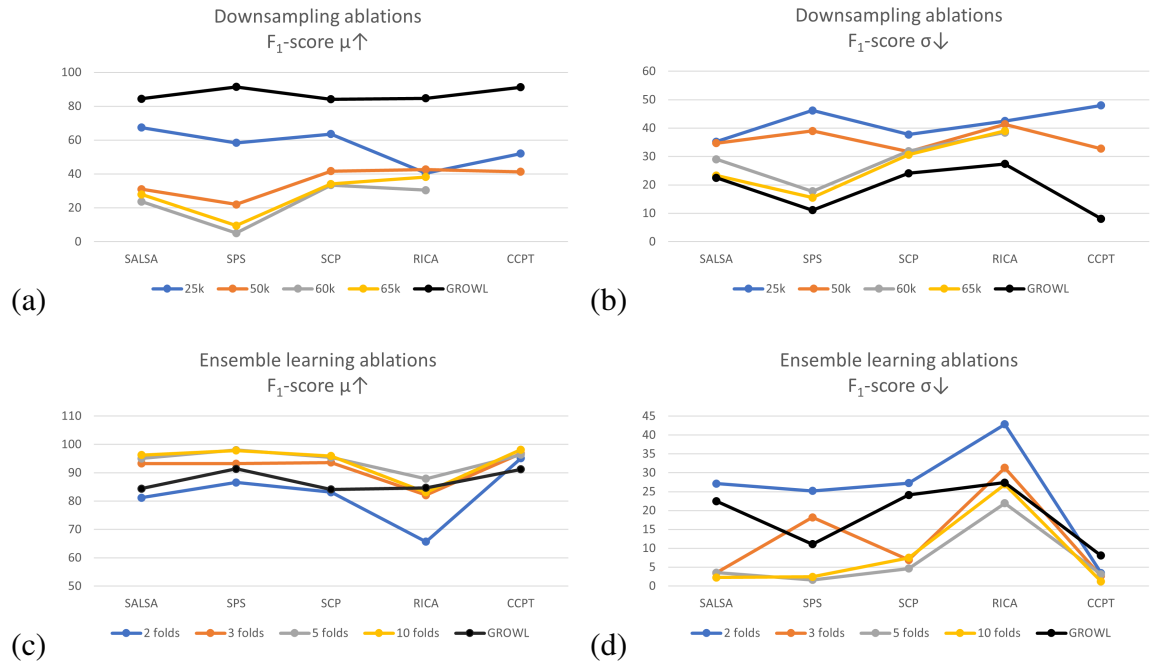 Downsampling ablations
F₁-score μ↑
100
80
60
40
20
0
SALSA SPS SCP RICA CCPT
25k 50k 60k 65k GROWL
(a)
Downsampling ablations
F₁-score σ↓
60
50
40
30
20
10
0
SALSA SPS SCP RICA CCPT
25k 50k 60k 65k GROWL
(b)
Ensemble learning ablations
F₁-score μ↑
110
100
90
80
70
60
50
SALSA SPS SCP RICA CCPT
2 folds 3 folds 5 folds 10 folds GROWL
(c)
Ensemble learning ablations
F₁-score σ↓
45
40
35
30
25
20
15
10
5
0
SALSA SPS SCP RICA CCPT
2 folds 3 folds 5 folds 10 folds GROWL
(d)